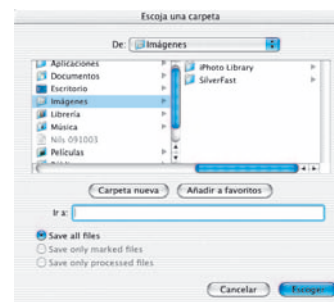 Escoja una carpeta
De: Imágenes
Aplicaciones
Documentos
Escritorio
Imágenes
Librería
Música
Nils 091003
Películas
iPhoto Library
SilverFast
Carpeta nueva
Añadir a favoritos
Ir a:
Save all files
Save only marked files
Save only processed files
Cancelar
Escoger